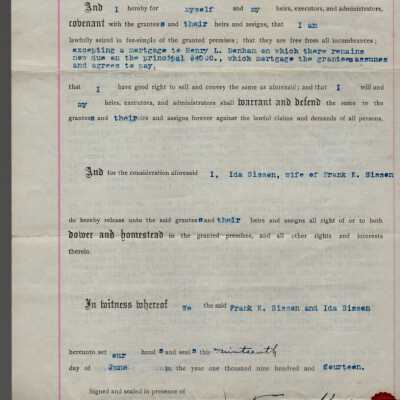 And I hereby for myself and my heirs, executors, and administrators,
covenant with the grantees and their heirs and assigns, that I am
lawfully seized in fee-simple of the granted premises; that they are free from all incumbrances;
excepting a mortgage to Henry L. Denham on which there remains
now due on the principal $400C., which mortgage the grantees assumes
and agrees to pay,
that I have good right to sell and convey the same as aforesaid; and that I will and
my heirs, executors, and administrators shall warrant and defend the same to the
grantees and their heirs and assigns forever against the lawful claims and demands of all persons.
And for the consideration aforesaid I, Ida Sissen, wife of Frank K. Sissen
do hereby release unto the said grantees and their heirs and assigns all right of or to both
dower and homestead in the granted premises, and all other rights and interests
therein.
In witness whereof We the said Frank K. Sissen and Ida Sissen
hereunto set our hands and seals this nineteenth
day of June in the year one thousand nine hundred and fourteen.
Signed and sealed in presence of